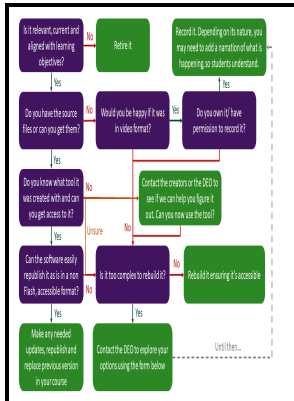 Is it relevant, current and
aligned with learning
objectives?
No
Retire it
Record it. Depending on its nature, you
may need to add a narration of what is
happening, so students understand.
Yes
Yes
Do you have the source
files or can you get them?
No
Would you be happy if it was
in video format?
Yes
Do you own it/ have
permission to record it?
Yes
Do you know what tool it
was created with and can
you get access to it?
No
Unsure
Contact the creators or the DEO to
see if we can help you figure it
out. Can you now use the tool?
Yes
No
Can the software easily
republish it as is in a non
Flash, accessible format?
No
Is it too complex to rebuild it?
No
Rebuild it ensuring it's accessible
Yes
Yes
Make any needed
updates, republish and
replace previous version
in your course
Contact the DEO to explore your
options using the form below
Until then...